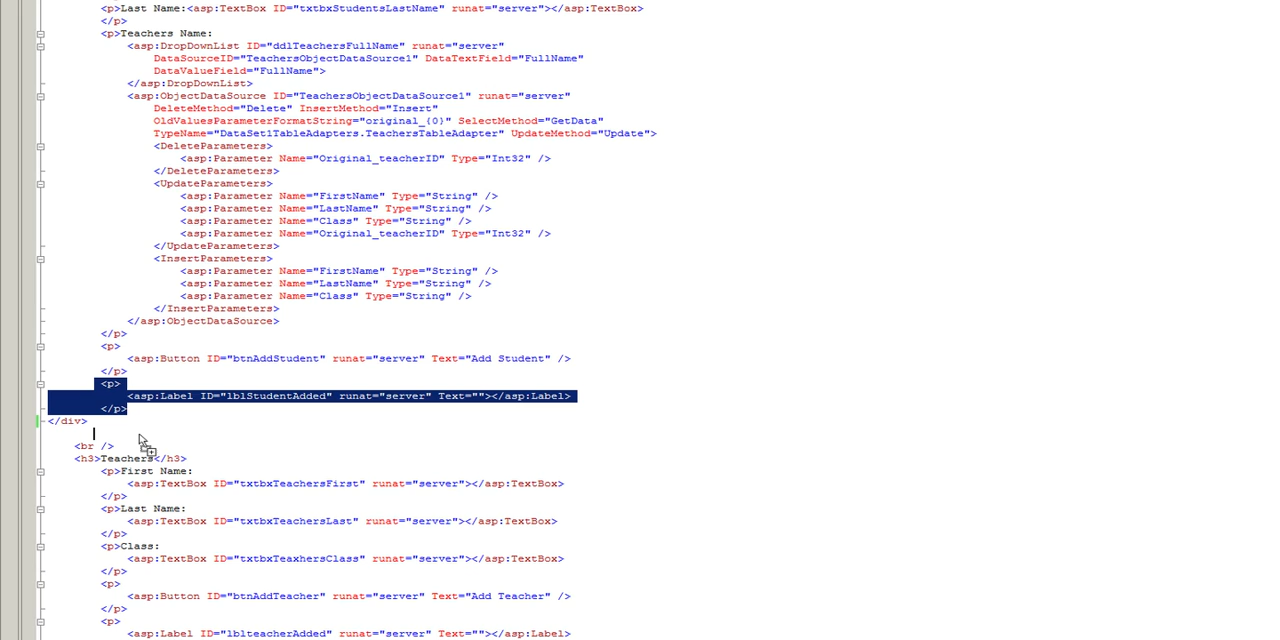 <p>Last Name:<asp:TextBox ID="txtbxStudentsLastName" runat="server"></asp:TextBox>
</p>
<p>Teachers Name:
<asp:DropDownList ID="ddlTeachersFullName" runat="server"
DataSourceID="TeachersObjectDataSource1" DataTextField="FullName"
DataValueField="FullName">
</asp:DropDownList>
<asp:ObjectDataSource ID="TeachersObjectDataSource1" runat="server"
DeleteMethod="Delete" InsertMethod="Insert"
OldValuesParameterFormatString="original_{0}" SelectMethod="GetData"
TypeName="DataSet1TableAdapters.TeachersTableAdapter" UpdateMethod="Update">
<DeleteParameters>
<asp:Parameter Name="Original_teacherID" Type="Int32" />
</DeleteParameters>
<UpdateParameters>
<asp:Parameter Name="FirstName" Type="String" />
<asp:Parameter Name="LastName" Type="String" />
<asp:Parameter Name="Class" Type="String" />
<asp:Parameter Name="Original_teacherID" Type="Int32" />
</UpdateParameters>
<InsertParameters>
<asp:Parameter Name="FirstName" Type="String" />
<asp:Parameter Name="LastName" Type="String" />
<asp:Parameter Name="Class" Type="String" />
</InsertParameters>
</asp:ObjectDataSource>
</p>
<p>
<asp:Button ID="btnAddStudent" runat="server" Text="Add Student" />
</p>
<p>
<asp:Label ID="lblStudentAdded" runat="server" Text=""></asp:Label>
</p>
</div>
<br />
<h3>Teachers</h3>
<p>First Name:
<asp:TextBox ID="txtbxTeachersFirst" runat="server"></asp:TextBox>
</p>
<p>Last Name:
<asp:TextBox ID="txtbxTeachersLast" runat="server"></asp:TextBox>
</p>
<p>Class:
<asp:TextBox ID="txtbxTeaxhersClass" runat="server"></asp:TextBox>
</p>
<p>
<asp:Button ID="btnAddTeacher" runat="server" Text="Add Teacher" />
</p>
<p>
<asp:Label ID="lblteacherAdded" runat="server" Text=""></asp:Label>